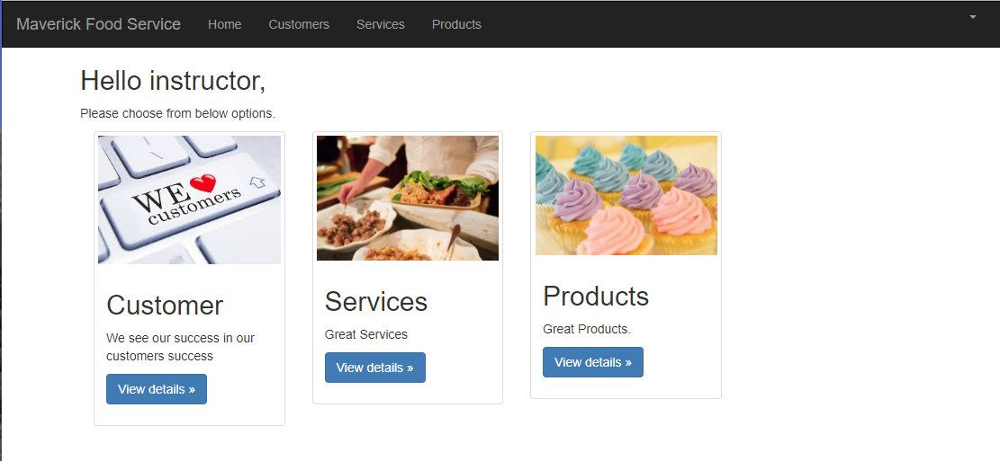 Maverick Food Service Home Customers Services Products
Hello instructor,
Please choose from below options.
WE
customers
Customer
We see our success in our
customers success
View details »
Services
Great Services
View details »
Products
Great Products.
View details »